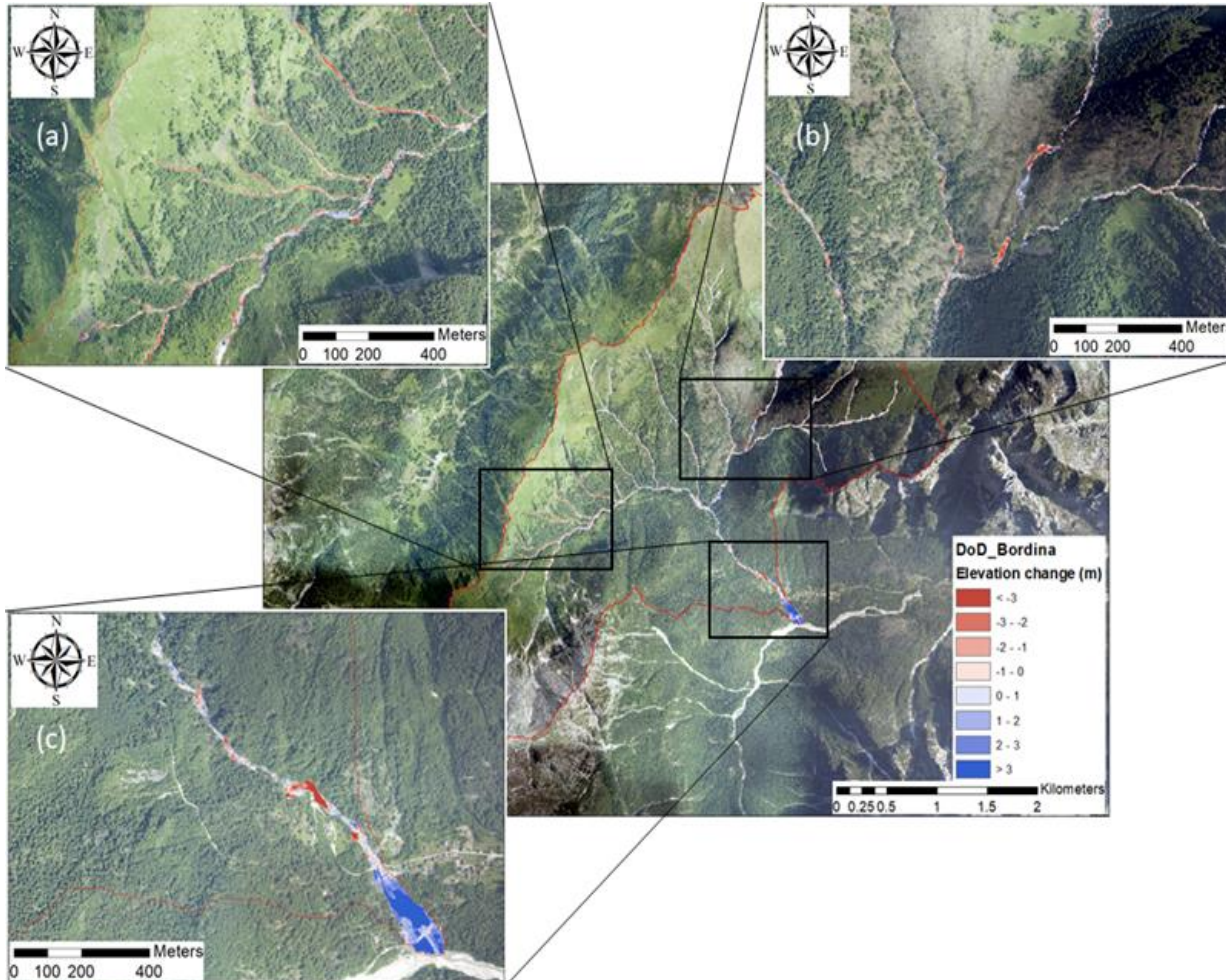 N
W E
S
(a)
Meters
0 100 200 400
N
W E
S
(b)
Meters
0 100 200 400
DoD_Bordina
Elevation change (m)
< -3
-3 - -2
-2 - -1
-1 - 0
0 - 1
1 - 2
2 - 3
> 3
Kilometers
0 0.25 0.5 1 1.5 2
N
W E
S
(c)
Meters
0 100 200 400